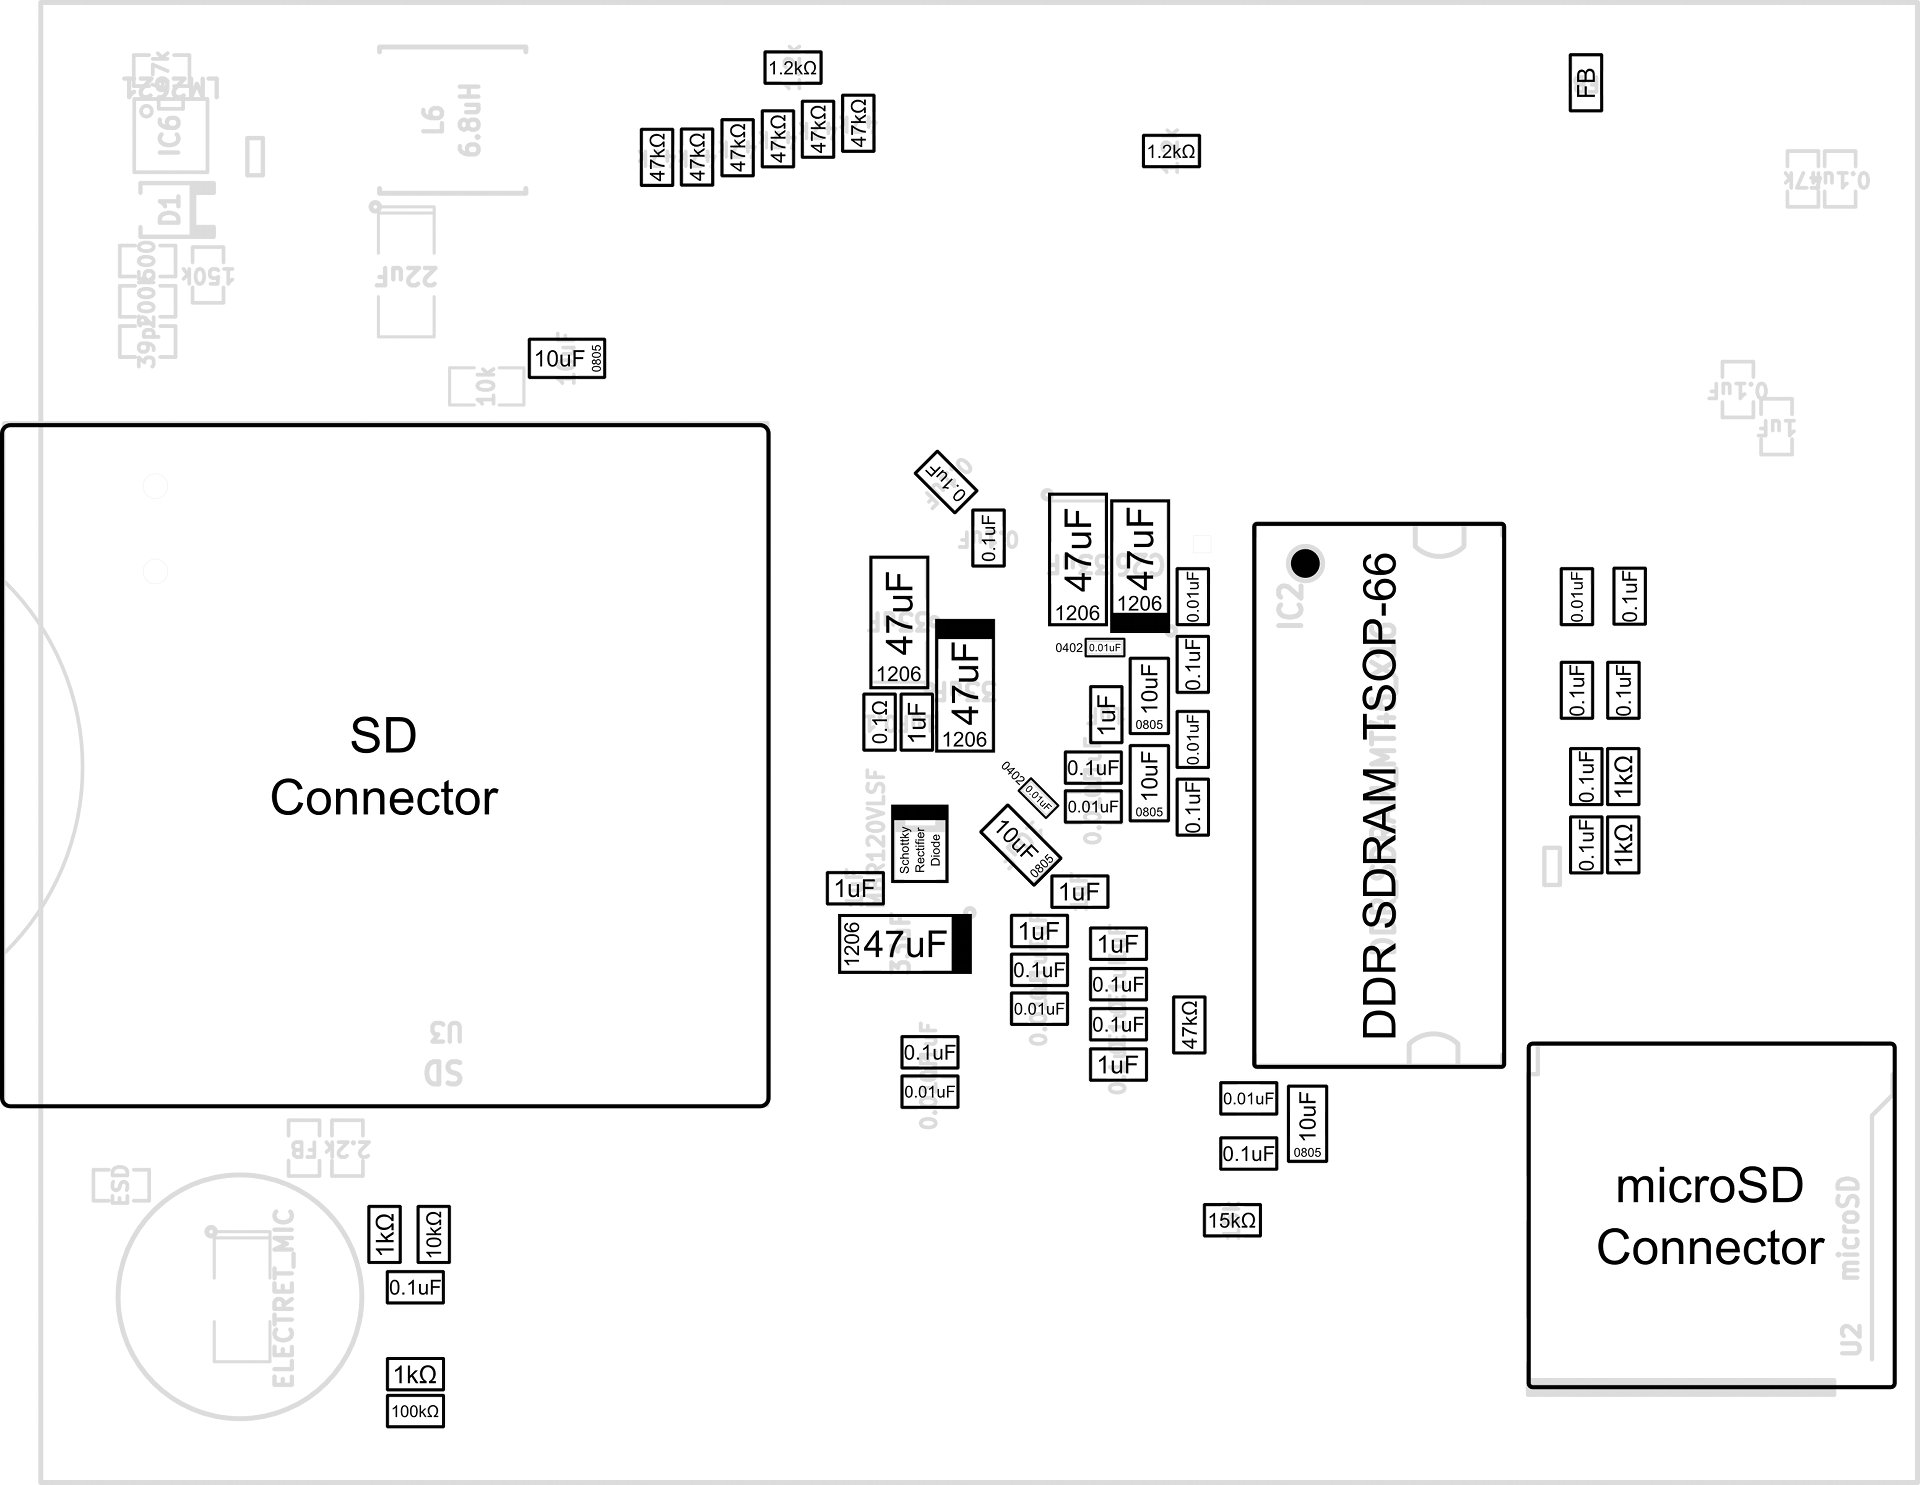 1.2kΩ
FB
LM2621
IC6
L6
6.8uH
47kΩ
47kΩ
47kΩ
47kΩ
47kΩ
47kΩ
1.2kΩ
47k
0.1uF
D1
500
200k
39pF
150k
22uF
10uF
0805
10k
0.1uF
1uF
0.1uF
0.1uF
47uF
1206
47uF
1206
47uF
1206
47uF
1206
0402
0.01uF
0.01uF
0.1uF
0.01uF
0.1uF
10uF
0805
10uF
0805
1uF
0.1uF
0.01uF
0.1Ω
1uF
0402
0.01uF
10uF
0805
Schottky
Rectifier
Diode
1uF
1206
47uF
1uF
1uF
0.1uF
0.01uF
1uF
0.1uF
0.1uF
1uF
47kΩ
0.1uF
0.01uF
IC2
DDR SDRAM TSOP-66
0.01uF
0.1uF
0.1uF
0.1uF
0.1uF
1kΩ
0.1uF
1kΩ
SD
Connector
U3
SD
FB
2.2k
ESD
ELECTRET_MIC
1kΩ
10kΩ
0.1uF
1kΩ
100kΩ
0.01uF
0.1uF
10uF
0805
15kΩ
microSD
Connector
U2
microSD